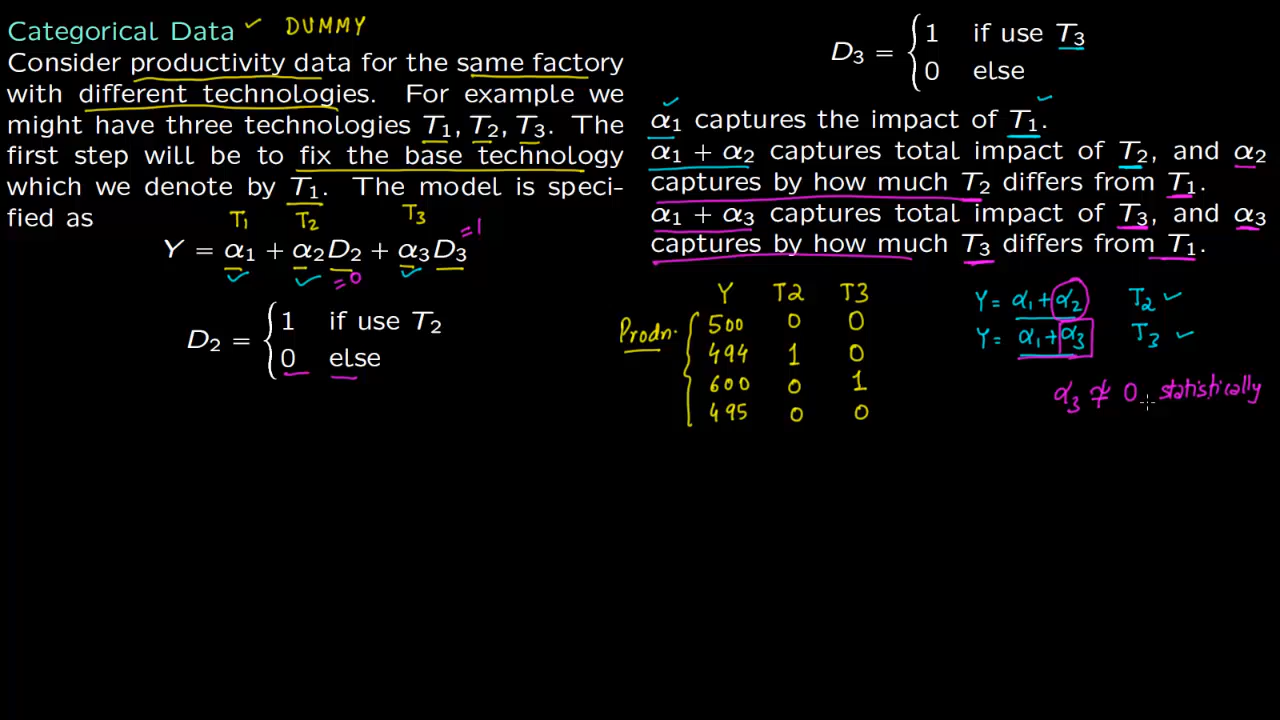 Categorical Data ✓ DUMMY
Consider productivity data for the same factory
with different technologies. For example we
might have three technologies T1, T2, T3. The
first step will be to fix the base technology
which we denote by T1. The model is speci-
fied as
T1 T2 T3
Y = α1 + α2D2 + α3D3
=0 =1
D2 = { 1 if use T2
0 else
D3 = { 1 if use T3
0 else
α1 captures the impact of T1.
α1 + α2 captures total impact of T2, and α2
captures by how much T2 differs from T1.
α1 + α3 captures total impact of T3, and α3
captures by how much T3 differs from T1.
Y T2 T3
Prodn. { 500 0 0
494 1 0
600 0 1
495 0 0
Y = α1 + α2 T2 ✓
Y = α1 + α3 T3 ✓
α3 ≠ 0 statistically